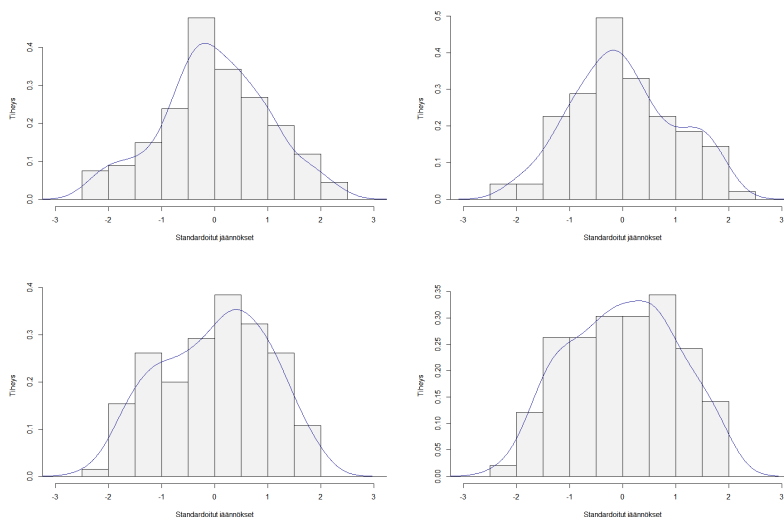 Tiheys
0.0 0.1 0.2 0.3 0.4
-3 -2 -1 0 1 2 3
Standardoitut jäännökset
Tiheys
0.0 0.1 0.2 0.3 0.4 0.5
-3 -2 -1 0 1 2 3
Standardoitut jäännökset
Tiheys
0.0 0.1 0.2 0.3 0.4
-3 -2 -1 0 1 2 3
Standardoitut jäännökset
Tiheys
0.00 0.05 0.10 0.15 0.20 0.25 0.30 0.35
-3 -2 -1 0 1 2 3
Standardoitut jäännökset